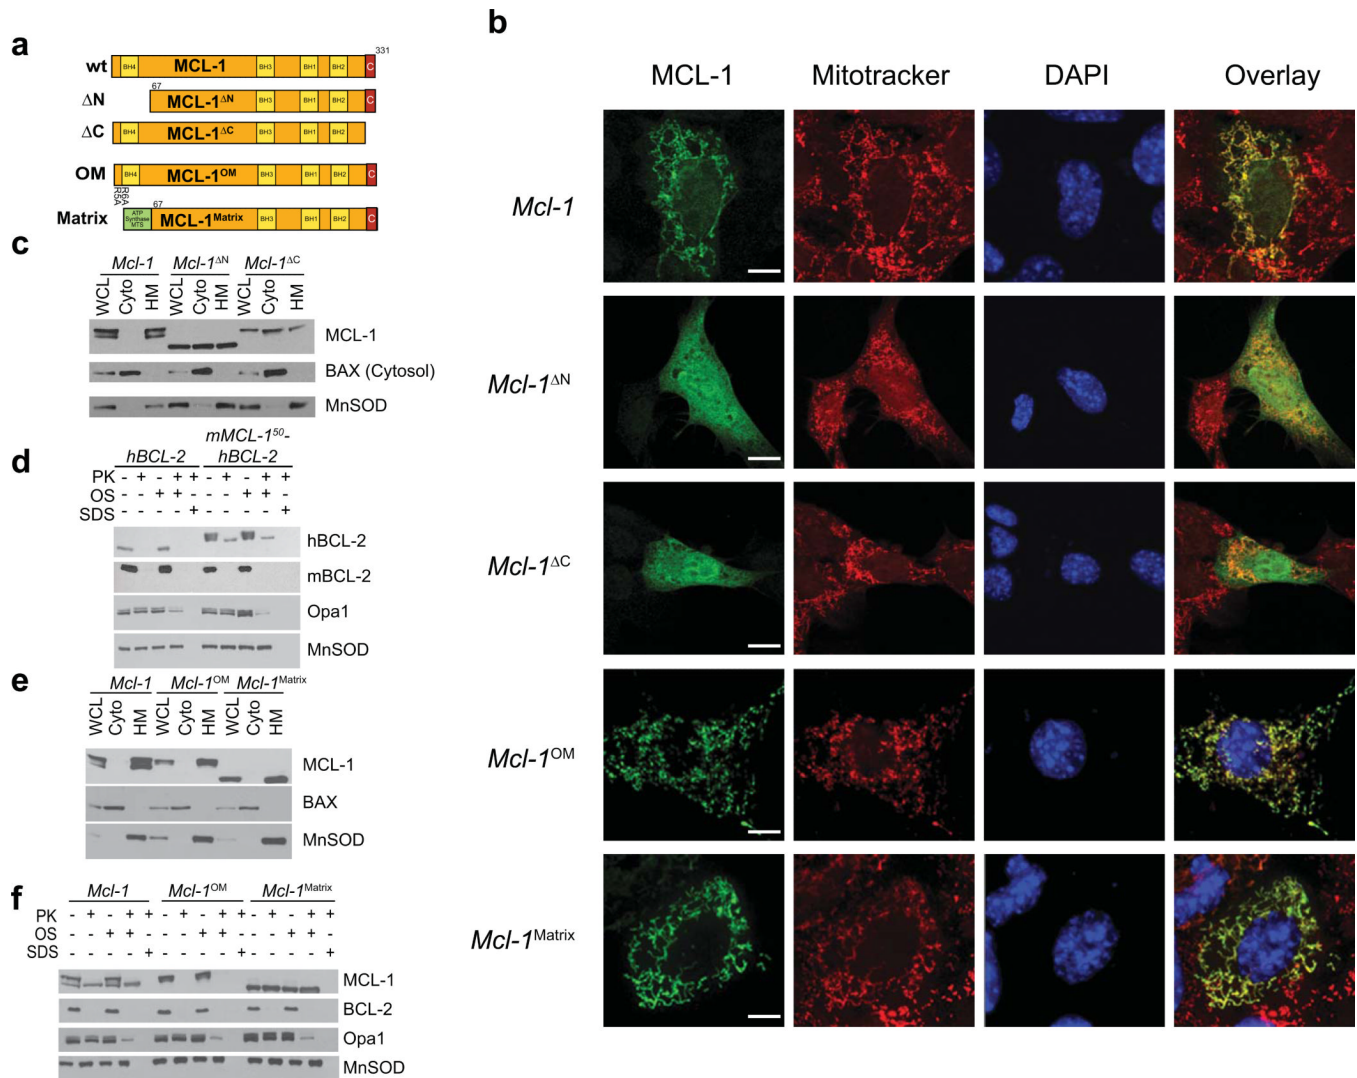 a
331
wt BH4 MCL-1 BH3 BH1 BH2 C
67
ΔN MCL-1ΔN BH3 BH1 BH2 C
ΔC BH4 MCL-1ΔC BH3 BH1 BH2
OM BH4 MCL-1OM BH3 BH1 BH2 C
R5A R6A
67
Matrix ATP Synthase MTS MCL-1Matrix BH3 BH1 BH2 C
b
MCL-1 Mitotracker DAPI Overlay
Mcl-1
Mcl-1ΔN
Mcl-1ΔC
Mcl-1OM
Mcl-1Matrix
c
Mcl-1 Mcl-1ΔN Mcl-1ΔC
WCL Cyto HM WCL Cyto HM WCL Cyto HM
MCL-1
BAX (Cytosol)
MnSOD
d
mMCL-150-
hBCL-2 hBCL-2
PK - + - + + - + - + +
OS - - + + - - - + + -
SDS - - - - + - - - - +
hBCL-2
mBCL-2
Opa1
MnSOD
e
Mcl-1 Mcl-1OM Mcl-1Matrix
WCL Cyto HM WCL Cyto HM WCL Cyto HM
MCL-1
BAX
MnSOD
f
Mcl-1 Mcl-1OM Mcl-1Matrix
PK - + - + + - + - + + - + - + +
OS - - + + - - - + + - - - + + -
SDS - - - - + - - - - + - - - - +
MCL-1
BCL-2
Opa1
MnSOD